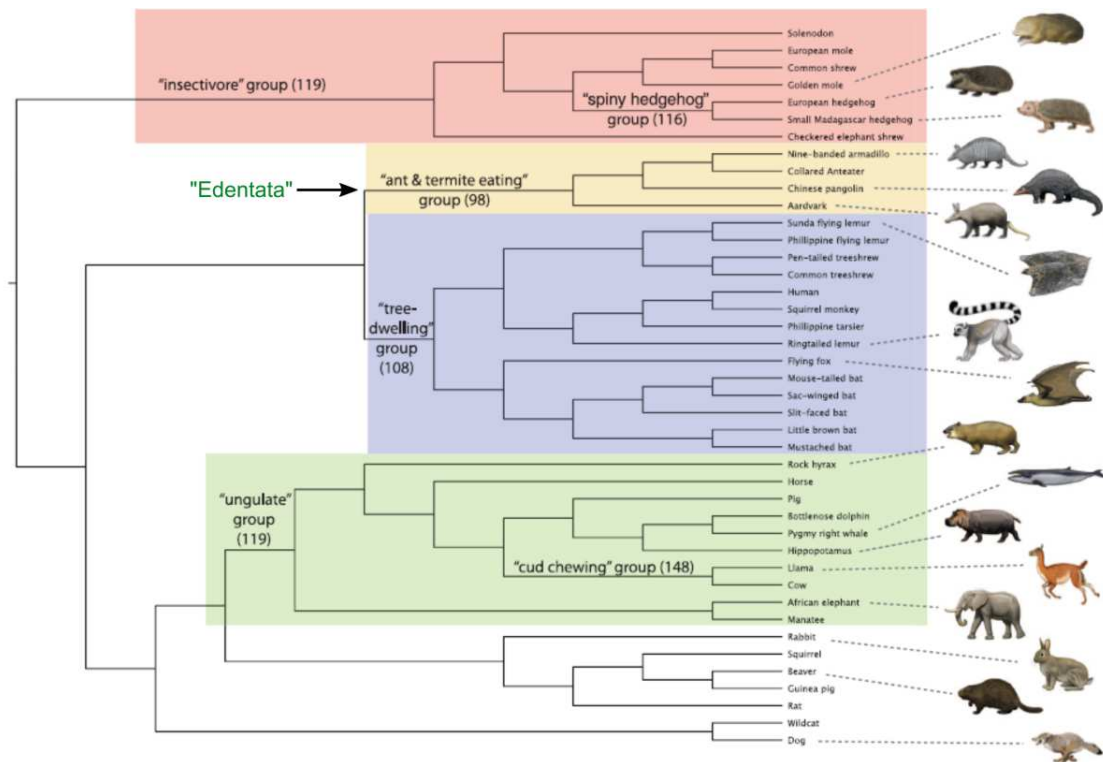 Solenodon
European mole
Common shrew
Golden mole
"insectivore" group (119)
"spiny hedgehog"
group (116)
European hedgehog
Small Madagascar hedgehog
Checkered elephant shrew
"Edentata"
"ant & termite eating"
group (98)
Nine-banded armadillo
Collared Anteater
Chinese pangolin
Aardvark
"tree-
dwelling"
group
(108)
Sunda flying lemur
Phillippine flying lemur
Pen-tailed treeshrew
Common treeshrew
Human
Squirrel monkey
Phillippine tarsier
Ringtailed lemur
Flying fox
Mouse-tailed bat
Sac-winged bat
Slit-faced bat
Little brown bat
Mustached bat
"ungulate"
group
(119)
Rock hyrax
Horse
Pig
Bottlenose dolphin
Pygmy right whale
Hippopotamus
"cud chewing" group (148)
Llama
Cow
African elephant
Manatee
Rabbit
Squirrel
Beaver
Guinea pig
Rat
Wildcat
Dog